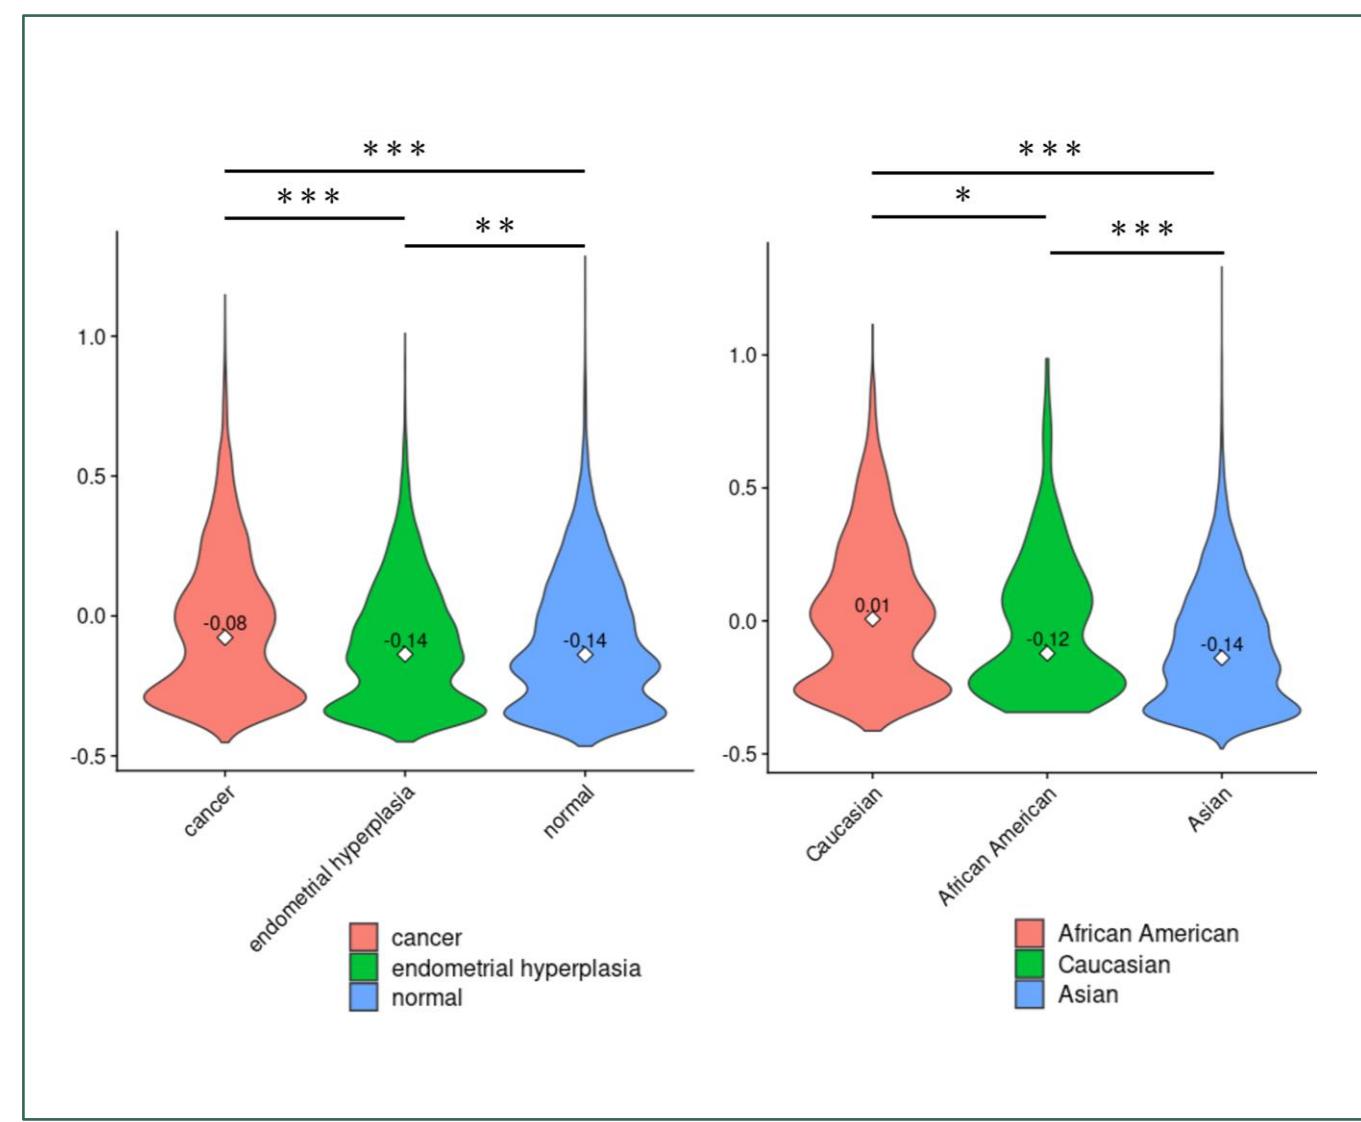 ***
***
**
1.0
0.5
0.0
-0.5
-0.08
-0.14
-0.14
cancer
endometrial hyperplasia
normal
cancer
endometrial hyperplasia
normal
***
*
***
1.0
0.5
0.0
-0.5
0.01
-0.12
-0.14
Caucasian
African American
Asian
African American
Caucasian
Asian